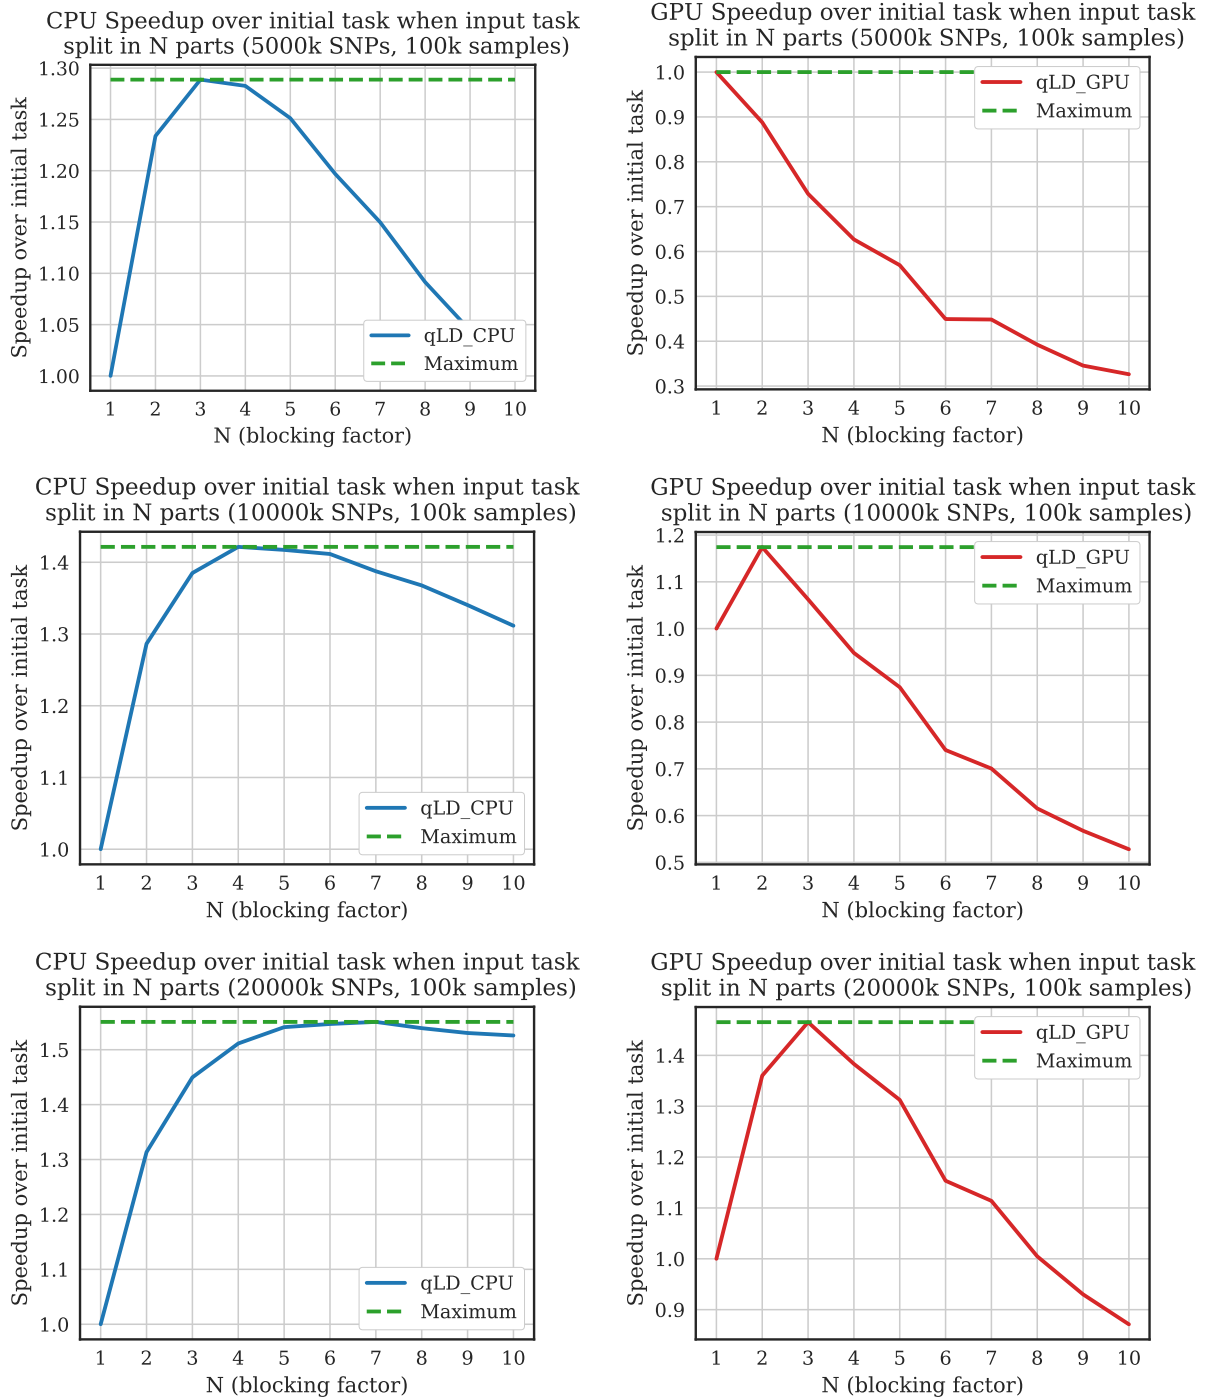 CPU Speedup over initial task when input task
split in N parts (5000k SNPs, 100k samples)
Speedup over initial task
1.30
1.25
1.20
1.15
1.10
1.05
1.00
qLD_CPU
Maximum
1 2 3 4 5 6 7 8 9 10
N (blocking factor)
GPU Speedup over initial task when input task
split in N parts (5000k SNPs, 100k samples)
Speedup over initial task
1.0
0.9
0.8
0.7
0.6
0.5
0.4
0.3
qLD_GPU
Maximum
1 2 3 4 5 6 7 8 9 10
N (blocking factor)
CPU Speedup over initial task when input task
split in N parts (10000k SNPs, 100k samples)
Speedup over initial task
1.4
1.3
1.2
1.1
1.0
qLD_CPU
Maximum
1 2 3 4 5 6 7 8 9 10
N (blocking factor)
GPU Speedup over initial task when input task
split in N parts (10000k SNPs, 100k samples)
Speedup over initial task
1.2
1.1
1.0
0.9
0.8
0.7
0.6
0.5
qLD_GPU
Maximum
1 2 3 4 5 6 7 8 9 10
N (blocking factor)
CPU Speedup over initial task when input task
split in N parts (20000k SNPs, 100k samples)
Speedup over initial task
1.5
1.4
1.3
1.2
1.1
1.0
qLD_CPU
Maximum
1 2 3 4 5 6 7 8 9 10
N (blocking factor)
GPU Speedup over initial task when input task
split in N parts (20000k SNPs, 100k samples)
Speedup over initial task
1.4
1.3
1.2
1.1
1.0
0.9
qLD_GPU
Maximum
1 2 3 4 5 6 7 8 9 10
N (blocking factor)